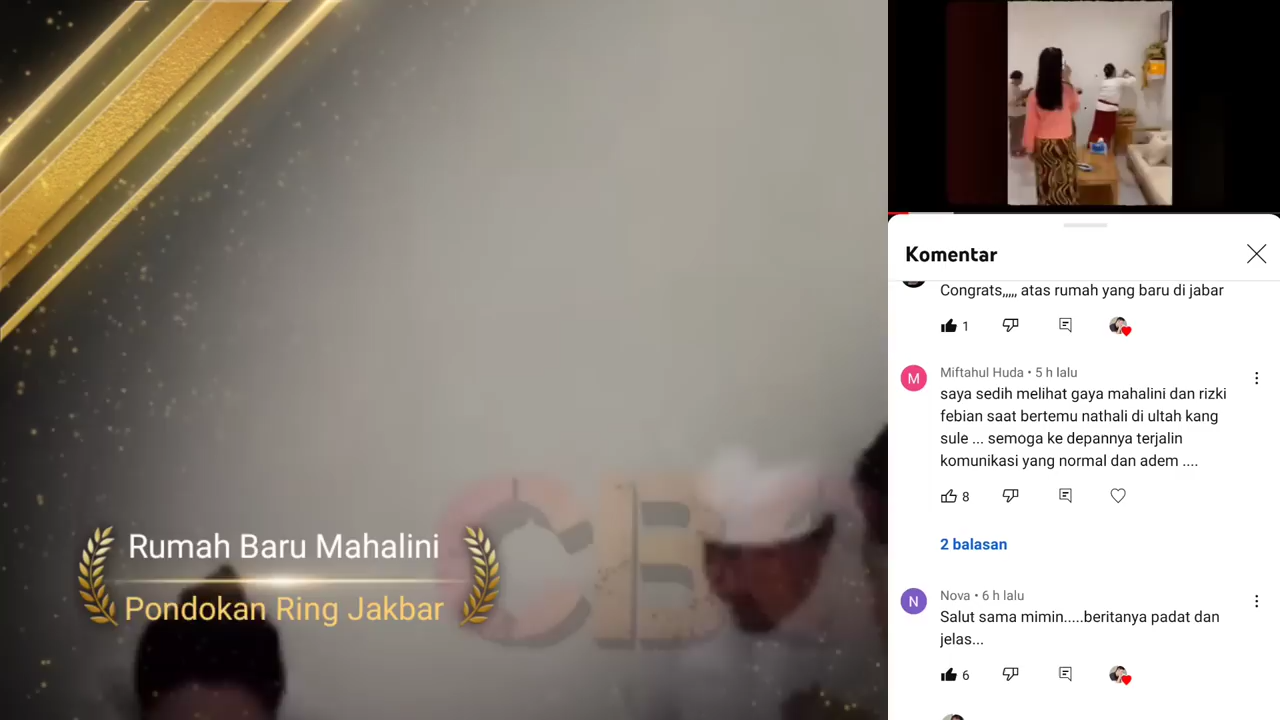 Rumah Baru Mahalini
Pondokan Ring Jakbar
CB
Komentar
Congrats,,,,, atas rumah yang baru di jabar
1
M
Miftahul Huda • 5 h lalu
saya sedih melihat gaya mahalini dan rizki
febian saat bertemu nathali di ultah kang
sule ... semoga ke depannya terjalin
komunikasi yang normal dan adem ....
8
2 balasan
N
Nova • 6 h lalu
Salut sama mimin.....beritanya padat dan
jelas...
6